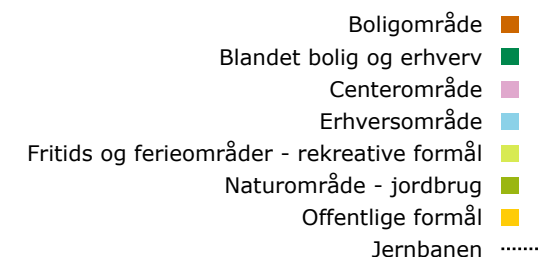 Boligområde
Blandet bolig og erhverv
Centerområde
Erhversområde
Fritids og ferieområder - rekreative formål
Naturområde - jordbrug
Offentlige formål
Jernbanen